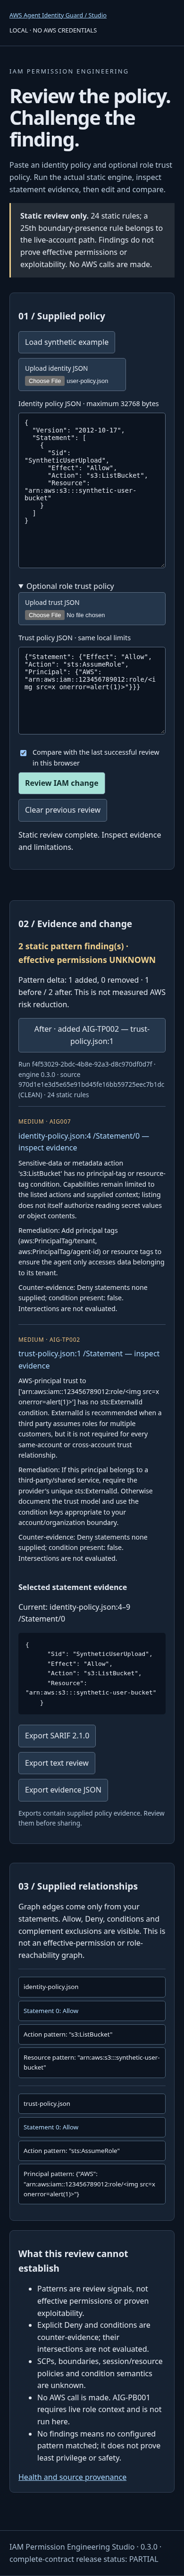 AWS Agent Identity Guard / Studio
LOCAL · NO AWS CREDENTIALS
IAM PERMISSION ENGINEERING
Review the policy.
Challenge the
finding.
Paste an identity policy and optional role trust
policy. Run the actual static engine, inspect
statement evidence, then edit and compare.
Static review only. 24 static rules; a
25th boundary-presence rule belongs to
the live-account path. Findings do not
prove effective permissions or
exploitability. No AWS calls are made.
01 / Supplied policy
Load synthetic example
Upload identity JSON
Choose File user-policy.json
Identity policy JSON · maximum 32768 bytes
{
"Version": "2012-10-17",
"Statement": [
{
"Sid":
"SyntheticUserUpload",
"Effect": "Allow",
"Action": "s3:ListBucket",
"Resource":
"arn:aws:s3:::synthetic-user-
bucket"
}
]
}
▼ Optional role trust policy
Upload trust JSON
Choose File No file chosen
Trust policy JSON · same local limits
{"Statement": {"Effect": "Allow",
"Action": "sts:AssumeRole",
"Principal": {"AWS":
"arn:aws:iam::123456789012:role/<i
mg src=x onerror=alert(1)>"}}}
Compare with the last successful review
in this browser
Review IAM change
Clear previous review
Static review complete. Inspect evidence
and limitations.
02 / Evidence and change
2 static pattern finding(s) ·
effective permissions UNKNOWN
Pattern delta: 1 added, 0 removed · 1
before / 2 after. This is not measured AWS
risk reduction.
After · added AIG-TP002 — trust-
policy.json:1
Run f4f53029-2bdc-4b8e-92a3-d8c970df0d7f ·
engine 0.3.0 · source
970d1e1e3d5e65e91bd45fe16bb59725eec7b1dc
(CLEAN) · 24 static rules
MEDIUM · AIG007
identity-policy.json:4 /Statement/0 —
inspect evidence
Sensitive-data or metadata action
's3:ListBucket' has no principal-tag or resource-
tag condition. Capabilities remain limited to
the listed actions and supplied context; listing
does not itself authorize reading secret values
or object contents.
Remediation: Add principal tags
(aws:PrincipalTag/tenant,
aws:PrincipalTag/agent-id) or resource tags to
ensure the agent only accesses data belonging
to its tenant.
Counter-evidence: Deny statements none
supplied; condition present: false.
Intersections are not evaluated.
MEDIUM · AIG-TP002
trust-policy.json:1 /Statement — inspect
evidence
AWS-principal trust to
['arn:aws:iam::123456789012:role/<img src=x
onerror=alert(1)>'] has no sts:ExternalId
condition. ExternalId is recommended when a
third party assumes roles for multiple
customers, but it is not required for every
same-account or cross-account trust
relationship.
Remediation: If this principal belongs to a
third-party/shared service, require the
provider's unique sts:ExternalId. Otherwise
document the trust model and use the
condition keys appropriate to your
account/organization boundary.
Counter-evidence: Deny statements none
supplied; condition present: false.
Intersections are not evaluated.
Selected statement evidence
Current: identity-policy.json:4–9
/Statement/0
{
"Sid": "SyntheticUserUpload",
"Effect": "Allow",
"Action": "s3:ListBucket",
"Resource":
"arn:aws:s3:::synthetic-user-bucket"
}
Export SARIF 2.1.0
Export text review
Export evidence JSON
Exports contain supplied policy evidence. Review
them before sharing.
03 / Supplied relationships
Graph edges come only from your
statements. Allow, Deny, conditions and
complement exclusions are visible. This is
not an effective-permission or role-
reachability graph.
identity-policy.json
Statement 0: Allow
Action pattern: "s3:ListBucket"
Resource pattern: "arn:aws:s3:::synthetic-user-
bucket"
trust-policy.json
Statement 0: Allow
Action pattern: "sts:AssumeRole"
Principal pattern: {"AWS":
"arn:aws:iam::123456789012:role/<img src=x
onerror=alert(1)>"}
What this review cannot
establish
• Patterns are review signals, not
effective permissions or proven
exploitability.
• Explicit Deny and conditions are
counter-evidence; their
intersections are not evaluated.
• SCPs, boundaries, session/resource
policies and condition semantics
are unknown.
• No AWS call is made. AIG-PB001
requires live role context and is not
run here.
• No findings means no configured
pattern matched; it does not prove
least privilege or safety.
Health and source provenance
IAM Permission Engineering Studio · 0.3.0 ·
complete-contract release status: PARTIAL